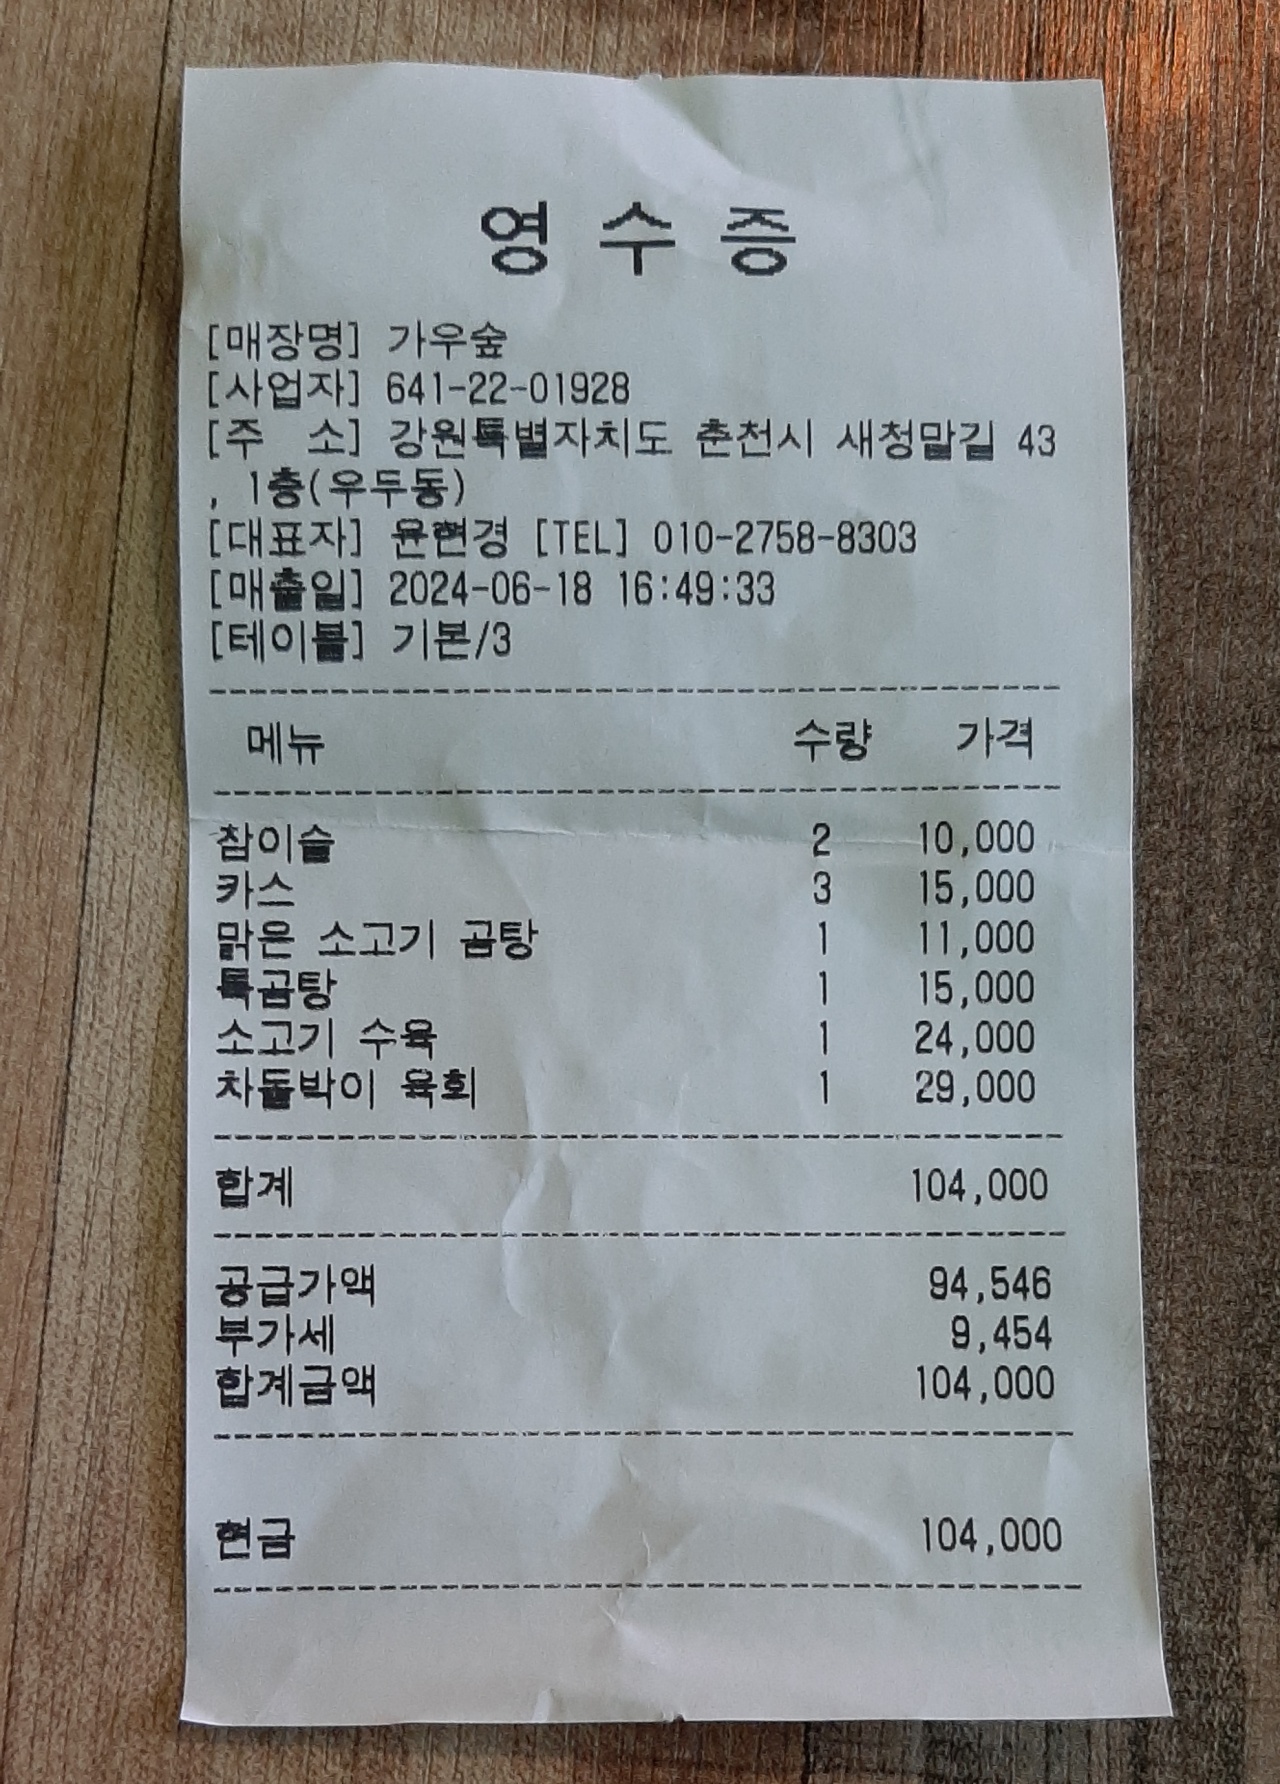 영 수 증
[매장명] 가우숲
[사업자] 641-22-01928
[주 소] 강원특별자치도 춘천시 새청말길 43
, 1층(우두동)
[대표자] 윤현경 [TEL] 010-2758-8303
[매출일] 2024-06-18 16:49:33
[테이블] 기본/3
메뉴 수량 가격
참이슬 2 10,000
카스 3 15,000
맑은 소고기 곰탕 1 11,000
특곰탕 1 15,000
소고기 수육 1 24,000
차돌박이 육회 1 29,000
합계 104,000
공급가액 94,546
부가세 9,454
합계금액 104,000
현금 104,000